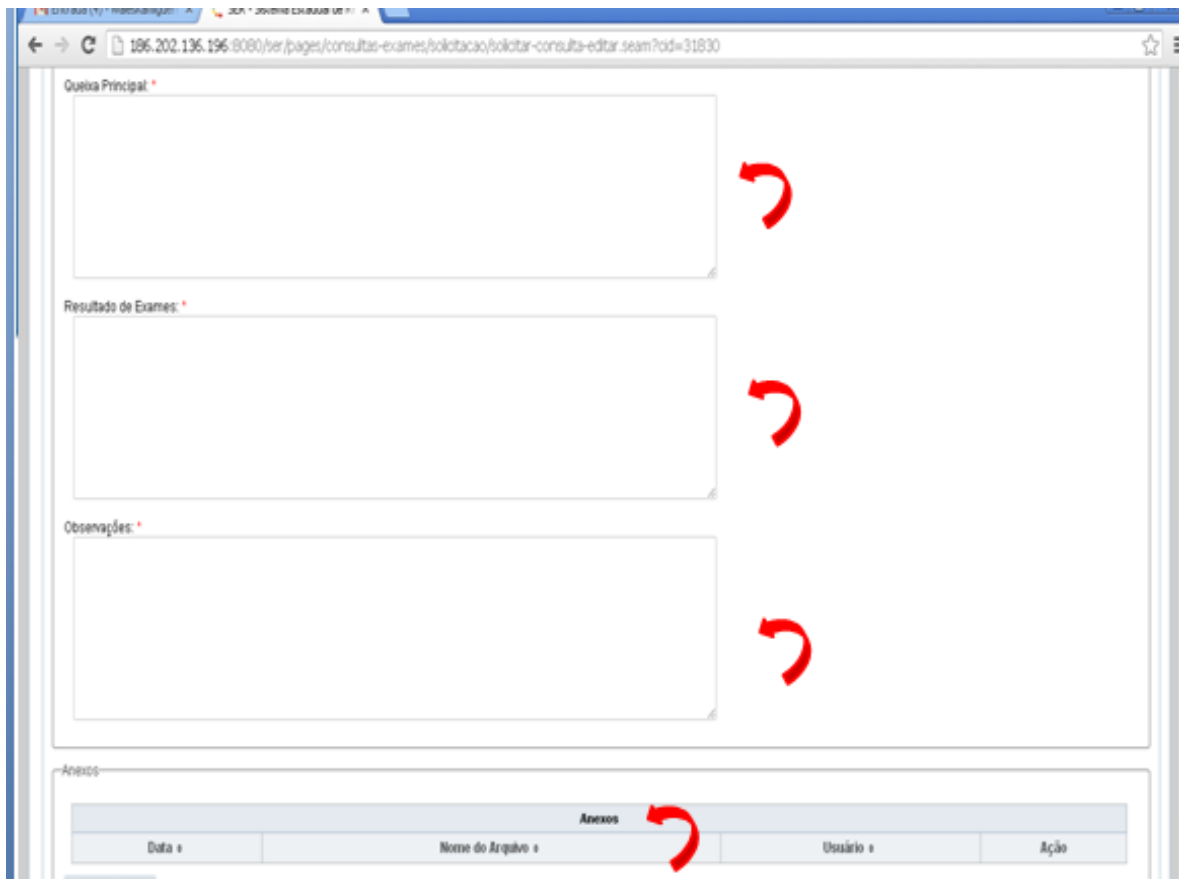 186.202.136.196:8080/ser/pages/consultas-exames/solicitacao/solicitar-consulta-editar.seam?cid=31830
Queixa Principal: *
Resultado de Exames: *
Observações: *
Anexos
Anexos
Data Nome do Arquivo Usuário Ação